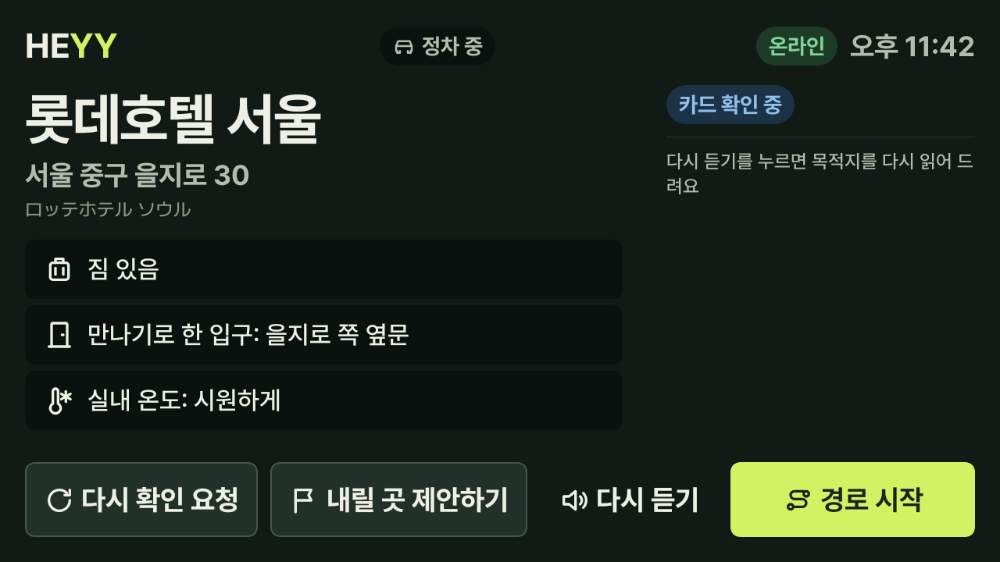 HEYY
정차 중
온라인
오후 11:42
롯데호텔 서울
서울 중구 을지로 30
ロッテホテル ソウル
카드 확인 중
다시 듣기를 누르면 목적지를 다시 읽어 드
려요
짐 있음
만나기로 한 입구: 을지로 쪽 옆문
실내 온도: 시원하게
다시 확인 요청
내릴 곳 제안하기
다시 듣기
경로 시작